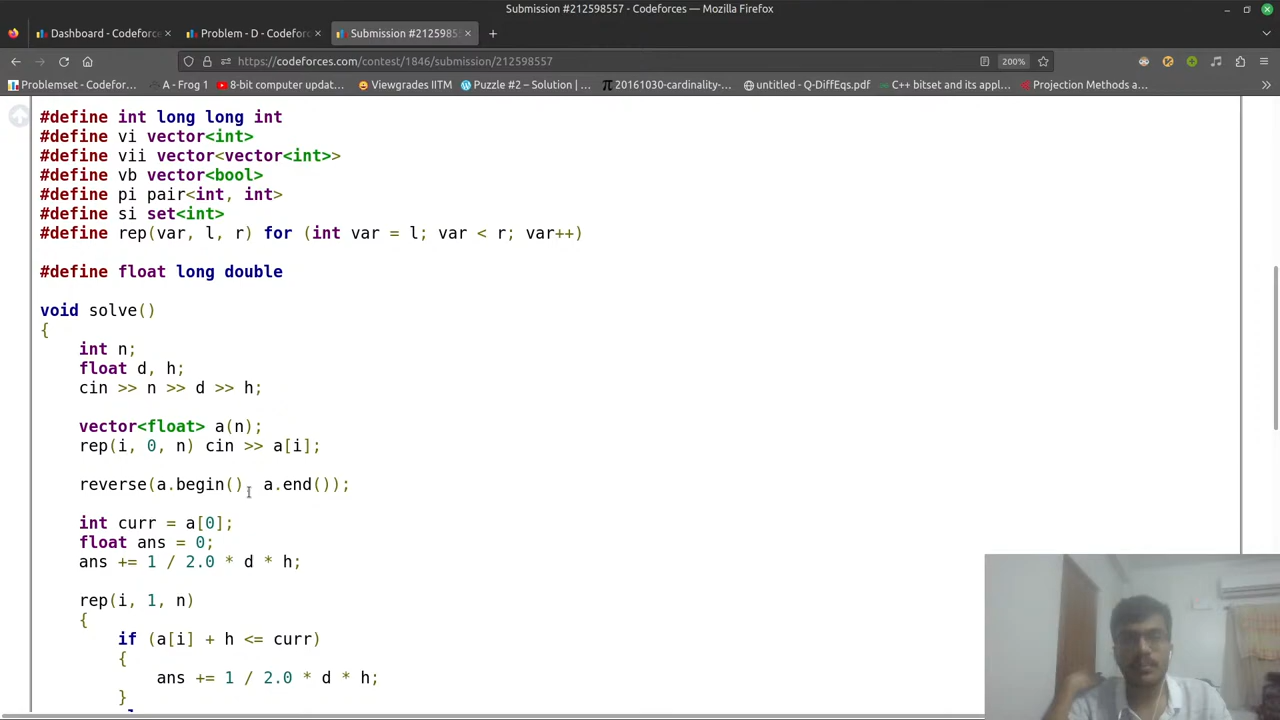 Submission #212598557 - Codeforces — Mozilla Firefox
Dashboard - Codeforce
Problem - D - Codeforc
Submission #2125985
https://codeforces.com/contest/1846/submission/212598557
200%
Problemset - Codefor...
A - Frog 1
8-bit computer updat...
Viewgrades IITM
Puzzle #2 – Solution | ...
20161030-cardinality-...
untitled - Q-DiffEqs.pdf
C++ bitset and its appl...
Projection Methods a...
#define int long long int
#define vi vector<int>
#define vii vector<vector<int>>
#define vb vector<bool>
#define pi pair<int, int>
#define si set<int>
#define rep(var, l, r) for (int var = l; var < r; var++)
#define float long double
void solve()
{
int n;
float d, h;
cin >> n >> d >> h;
vector<float> a(n);
rep(i, 0, n) cin >> a[i];
reverse(a.begin(), a.end());
int curr = a[0];
float ans = 0;
ans += 1 / 2.0 * d * h;
rep(i, 1, n)
{
if (a[i] + h <= curr)
{
ans += 1 / 2.0 * d * h;
}